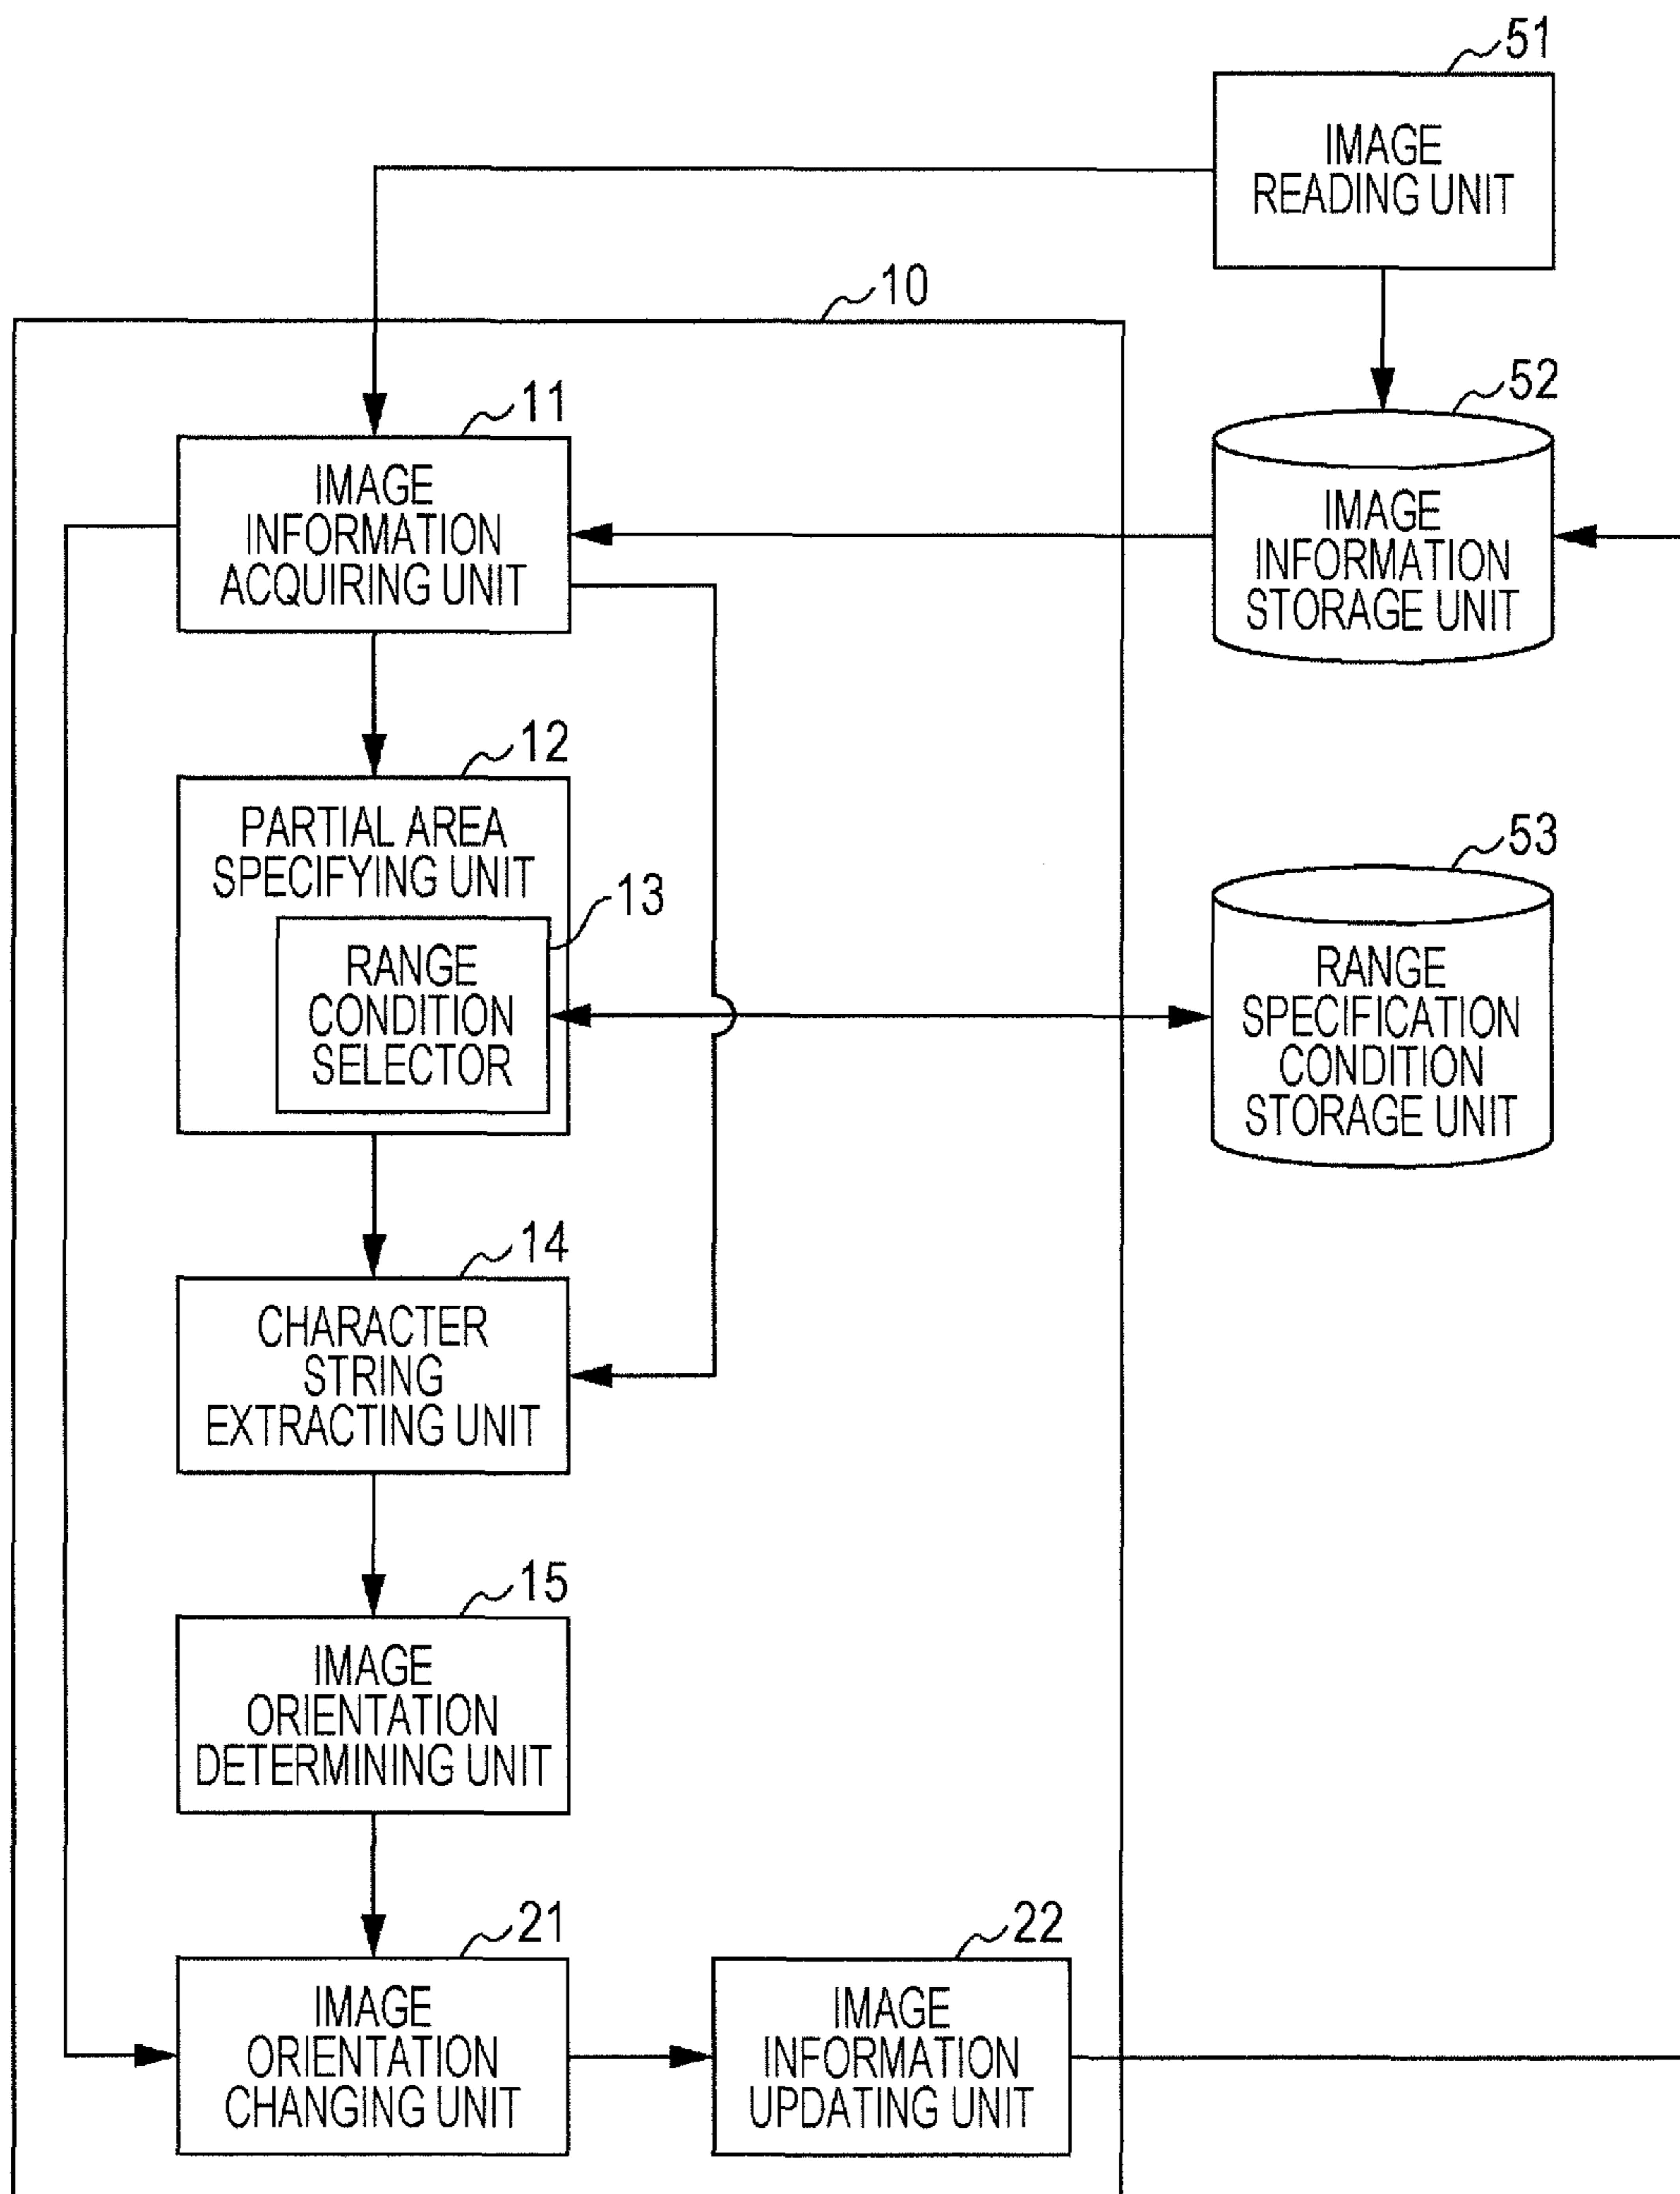 51
IMAGE
READING UNIT
10
11
IMAGE
INFORMATION
ACQUIRING UNIT
52
IMAGE
INFORMATION
STORAGE UNIT
12
PARTIAL AREA
SPECIFYING UNIT
13
RANGE
CONDITION
SELECTOR
53
RANGE
SPECIFICATION
CONDITION
STORAGE UNIT
14
CHARACTER
STRING
EXTRACTING UNIT
15
IMAGE
ORIENTATION
DETERMINING UNIT
21
IMAGE
ORIENTATION
CHANGING UNIT
22
IMAGE
INFORMATION
UPDATING UNIT